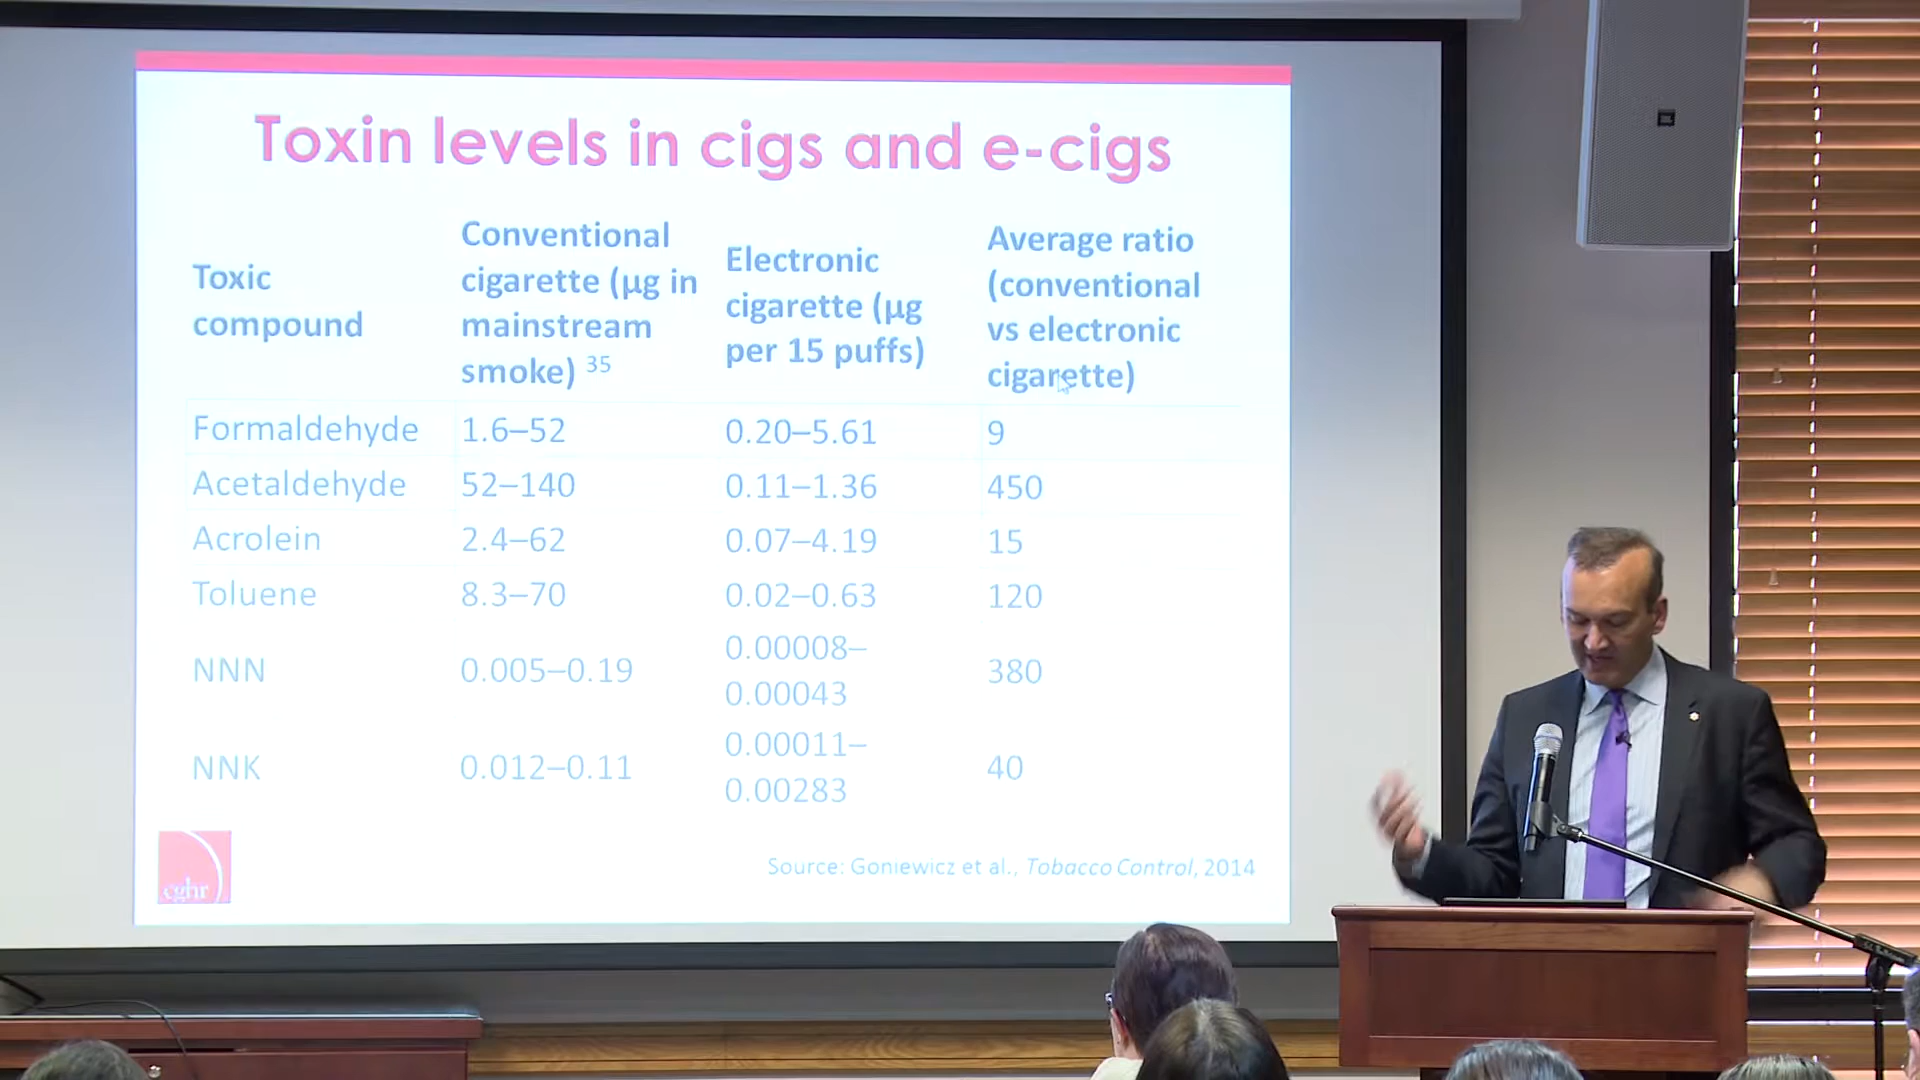 Toxin levels in cigs and e-cigs
Toxic
compound
Conventional
cigarette (µg in
mainstream
smoke) 35
Electronic
cigarette (µg
per 15 puffs)
Average ratio
(conventional
vs electronic
cigarette)
Formaldehyde 1.6–52 0.20–5.61 9
Acetaldehyde 52–140 0.11–1.36 450
Acrolein 2.4–62 0.07–4.19 15
Toluene 8.3–70 0.02–0.63 120
NNN 0.005–0.19 0.00008–
0.00043 380
NNK 0.012–0.11 0.00011–
0.00283 40
cghr
Source: Goniewicz et al., Tobacco Control, 2014
JBL